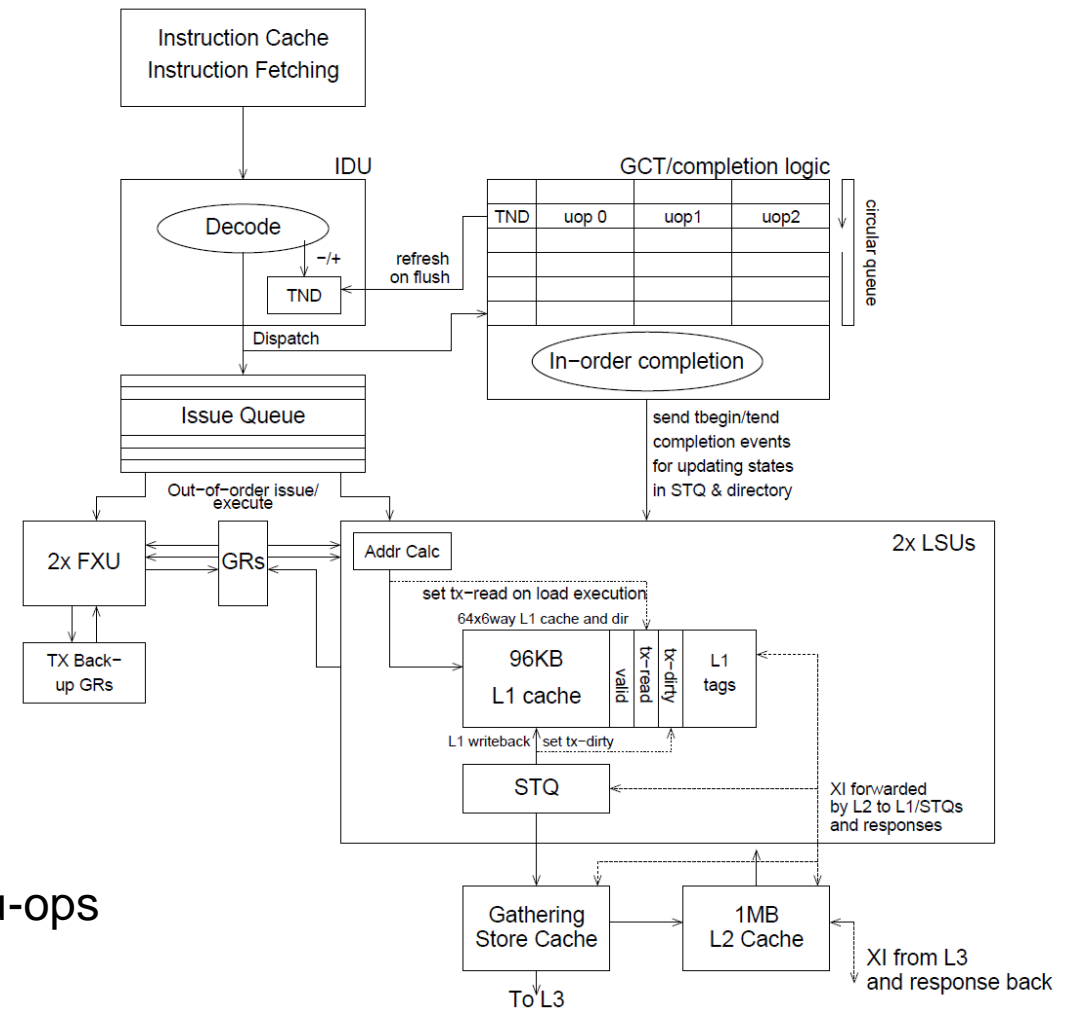 Instruction Cache
Instruction Fetching
IDU
GCT/completion logic
Decode
−/+
TND
refresh
on flush
TND
uop 0
uop1
uop2
circular queue
Dispatch
In−order completion
Issue Queue
send tbegin/tend
completion events
for updating states
in STQ & directory
Out−of−order issue/
execute
2x FXU
GRs
TX Back−
up GRs
2x LSUs
Addr Calc
set tx−read on load execution
64x6way L1 cache and dir
96KB
L1 cache
valid
tx−read
tx−dirty
L1
tags
L1 writeback
set tx−dirty
STQ
XI forwarded
by L2 to L1/STQs
and responses
-ops
Gathering
Store Cache
1MB
L2 Cache
XI from L3
and response back
To L3